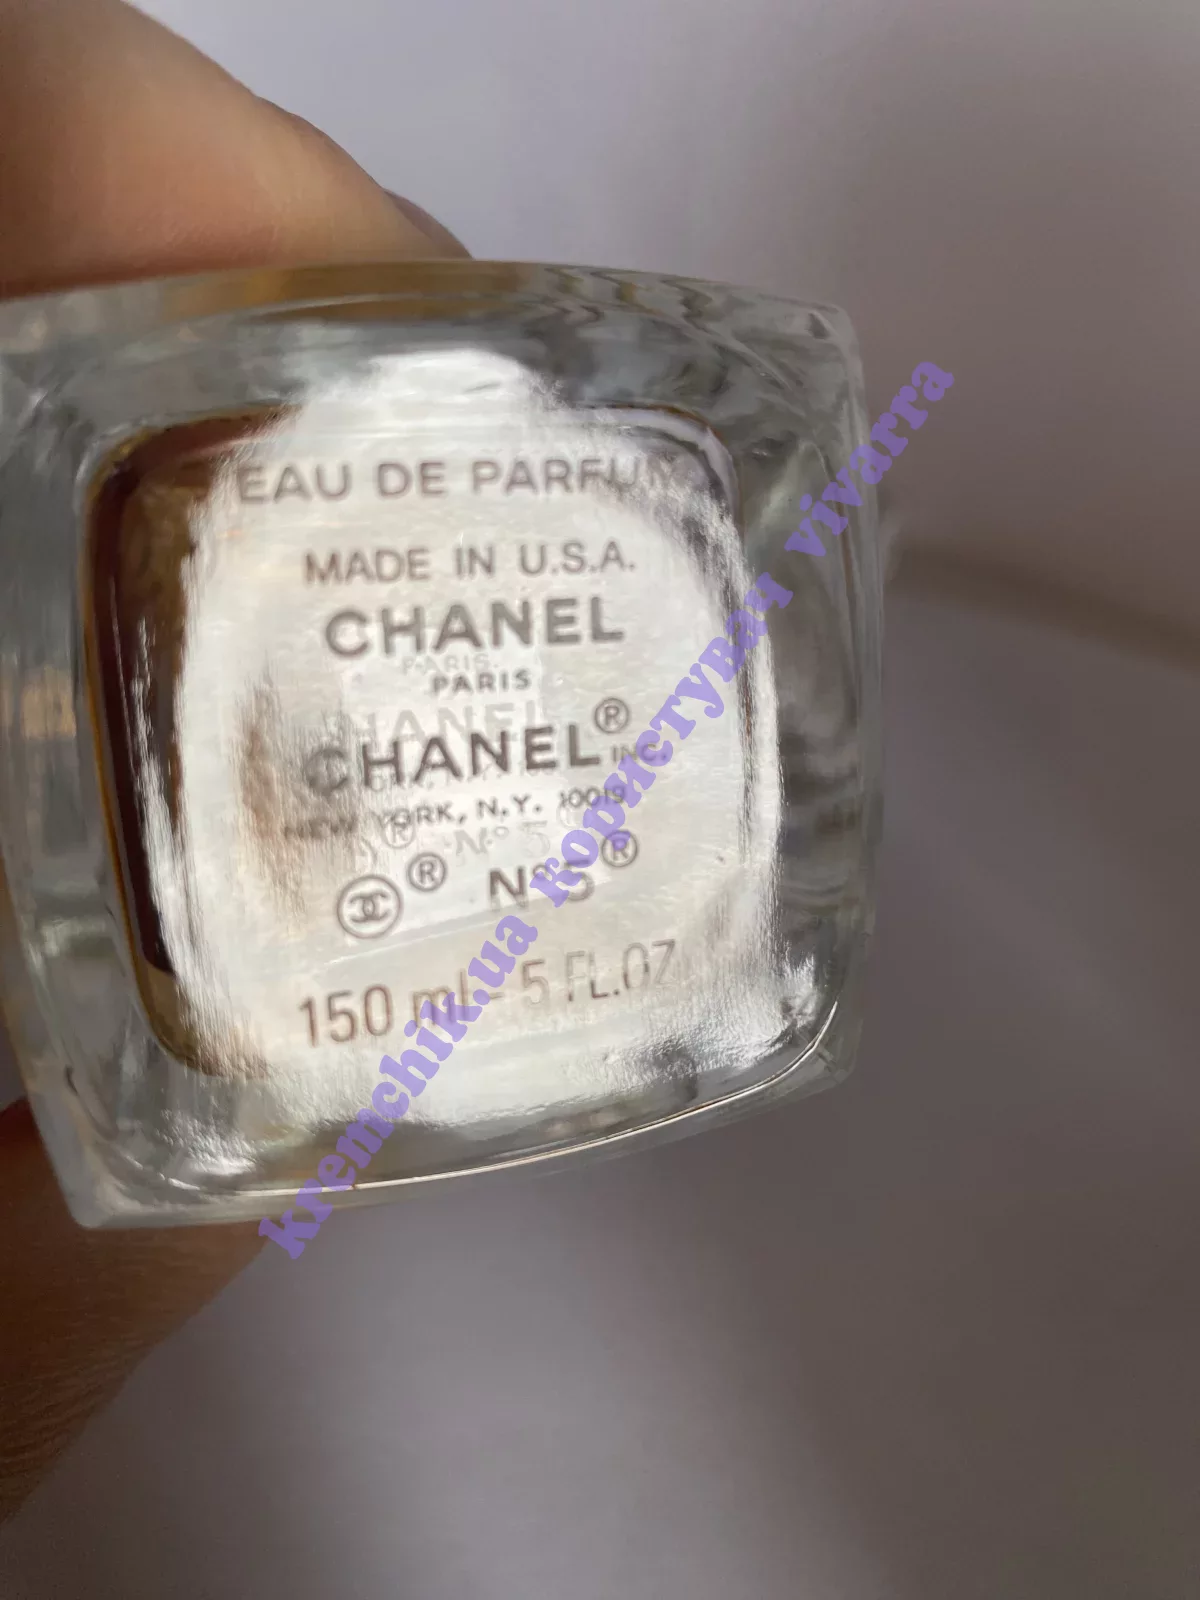 EAU DE PARFUM
MADE IN U.S.A.
CHANEL
PARIS
CHANEL® INC.
NEW YORK, N.Y. 10019
® N°5®
150 ml - 5 FL.OZ
kremchik.ua користувач vivarra